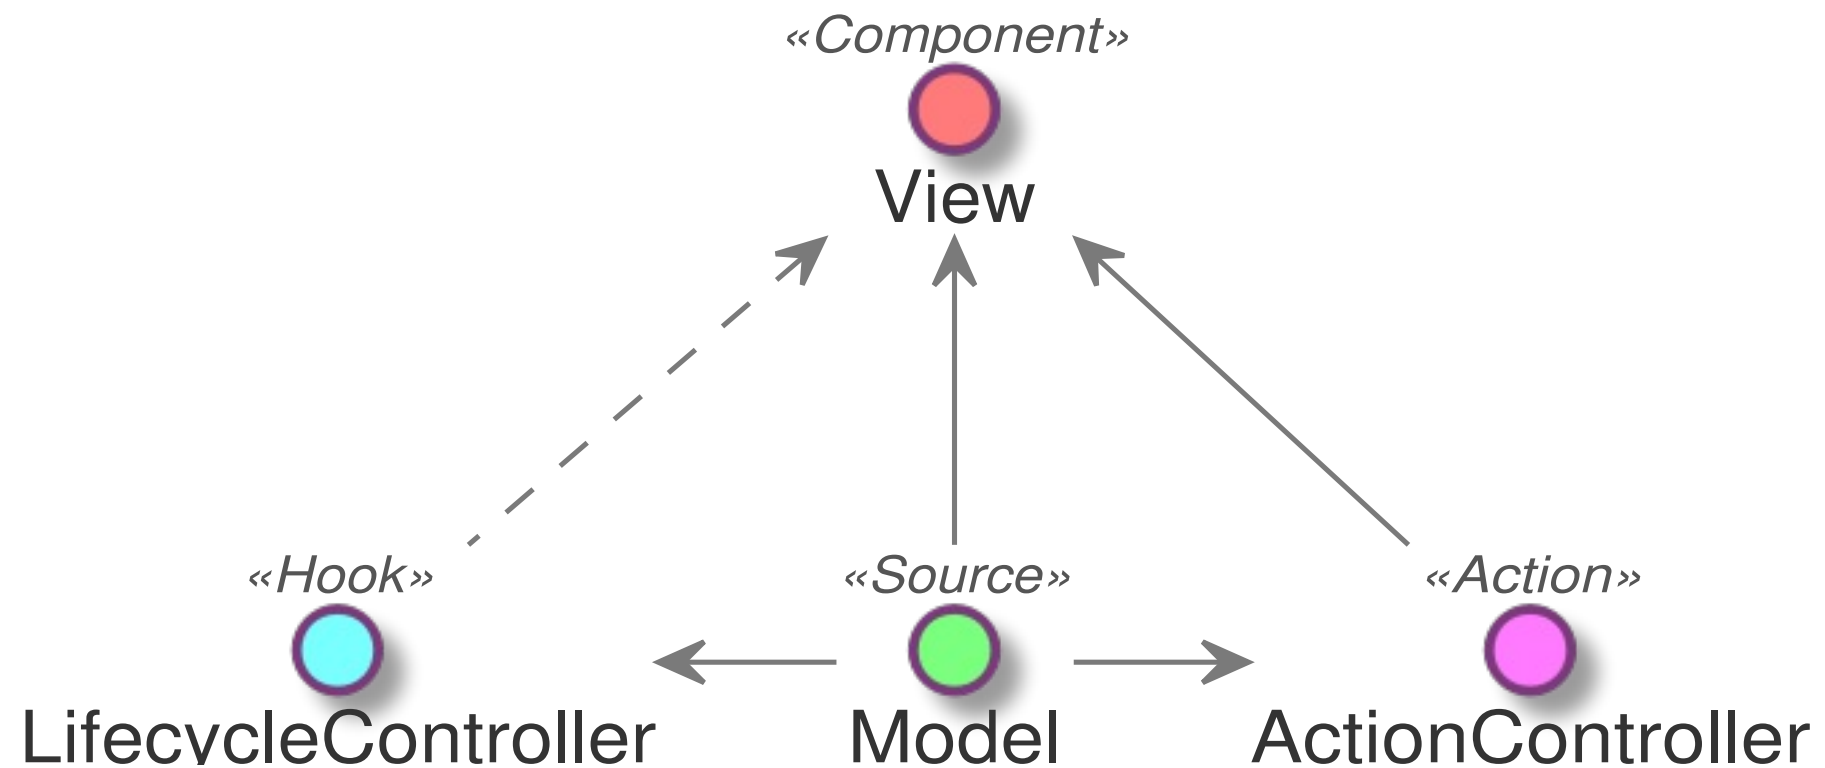 «Component»
View
«Hook»
«Source»
«Action»
LifecycleController
Model
ActionController